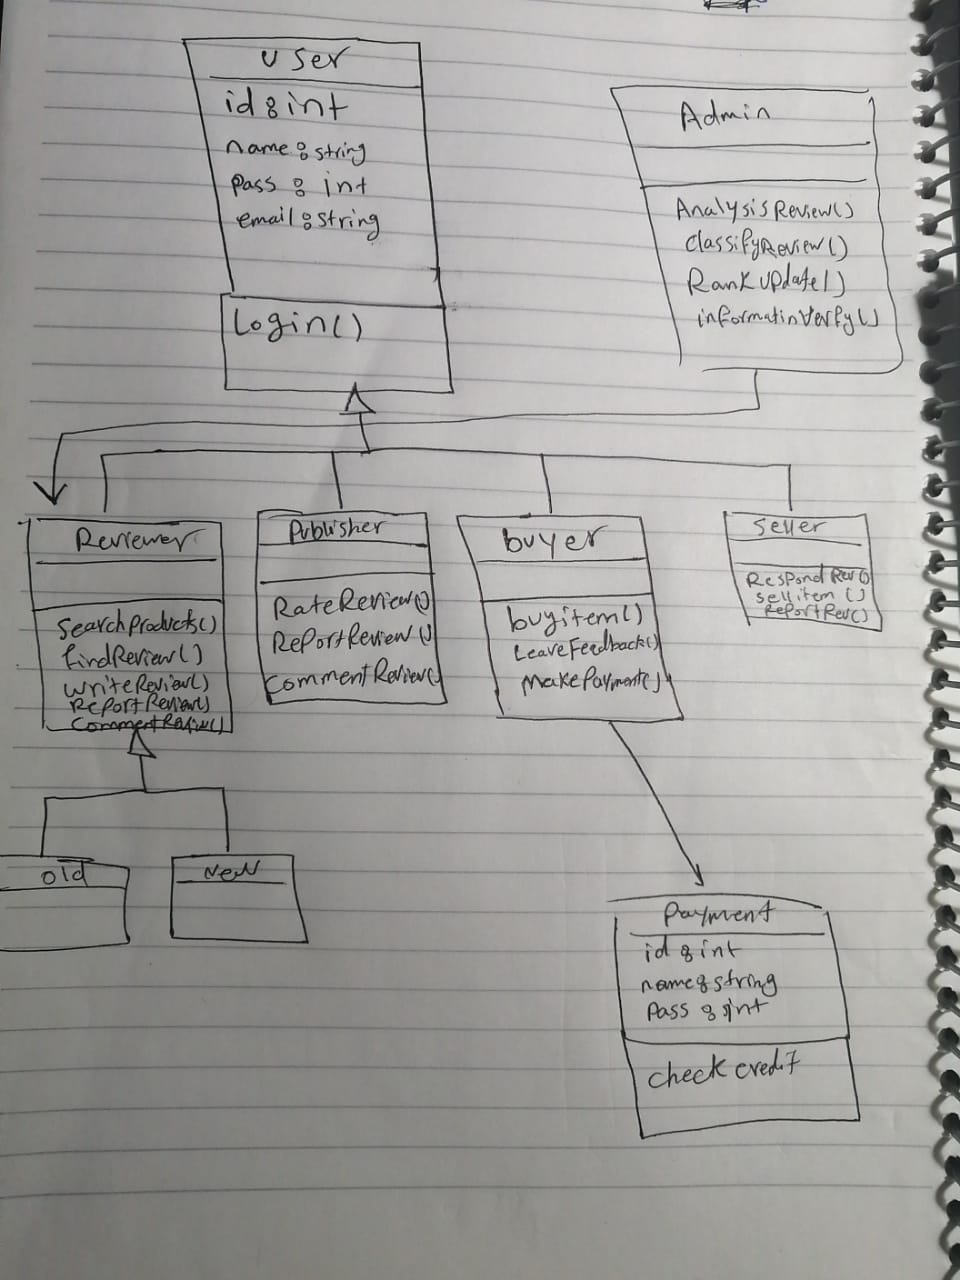 User
id : int
name : string
pass : int
email : string
Login()
Admin
AnalysisReview()
classifyReview()
RankUpdate()
informatinVerfy()
Reviewer
searchProducts()
findReview()
writeReview()
ReportReview()
CommentReview()
Publisher
RateReview()
ReportReview()
CommentReview()
buyer
buyitem()
LeaveFeedback()
MakePayment()
Seller
RespondRev()
sellitem ()
ReportRev()
old
New
Payment
id : int
name : string
Pass : int
check credit